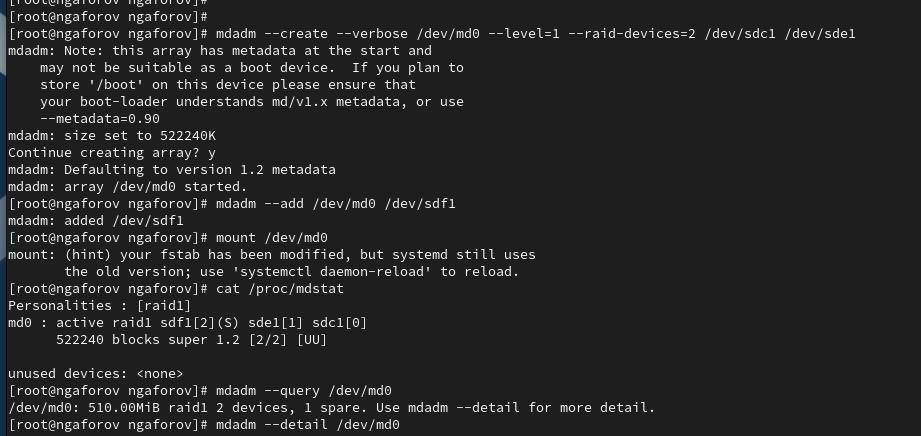 [root@ngaforov ngaforov]#
[root@ngaforov ngaforov]#
[root@ngaforov ngaforov]# mdadm --create --verbose /dev/md0 --level=1 --raid-devices=2 /dev/sdc1 /dev/sde1
mdadm: Note: this array has metadata at the start and
    may not be suitable as a boot device.  If you plan to
    store '/boot' on this device please ensure that
    your boot-loader understands md/v1.x metadata, or use
    --metadata=0.90
mdadm: size set to 522240K
Continue creating array? y
mdadm: Defaulting to version 1.2 metadata
mdadm: array /dev/md0 started.
[root@ngaforov ngaforov]# mdadm --add /dev/md0 /dev/sdf1
mdadm: added /dev/sdf1
[root@ngaforov ngaforov]# mount /dev/md0
mount: (hint) your fstab has been modified, but systemd still uses
       the old version; use 'systemctl daemon-reload' to reload.
[root@ngaforov ngaforov]# cat /proc/mdstat
Personalities : [raid1]
md0 : active raid1 sdf1[2](S) sde1[1] sdc1[0]
      522240 blocks super 1.2 [2/2] [UU]
unused devices: <none>
[root@ngaforov ngaforov]# mdadm --query /dev/md0
/dev/md0: 510.00MiB raid1 2 devices, 1 spare. Use mdadm --detail for more detail.
[root@ngaforov ngaforov]# mdadm --detail /dev/md0